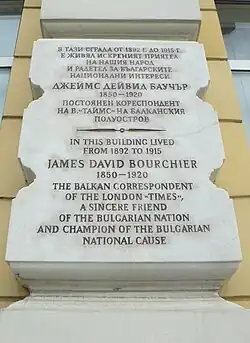 В ТАЗИ СГРАДА ОТ 1892 Г. ДО 1915 Г.
Е ЖИВЯЛ ИСКРЕНИЯТ ПРИЯТЕЛ
НА НАШИЯ НАРОД
И РАДЕТЕЛ ЗА БЪЛГАРСКИТЕ
НАЦИОНАЛНИ ИНТЕРЕСИ
ДЖЕЙМС ДЕЙВИД БАУЧЪР
1850-1920
ПОСТОЯНЕН КОРЕСПОНДЕНТ
НА В. «ТАЙМС» НА БАЛКАНСКИЯ
ПОЛУОСТРОВ
IN THIS BUILDING LIVED
FROM 1892 TO 1915
JAMES DAVID BOURCHIER
1850-1920
THE BALKAN CORRESPONDENT
OF THE LONDON «TIMES»,
A SINCERE FRIEND
OF THE BULGARIAN NATION
AND CHAMPION OF THE BULGARIAN
NATIONAL CAUSE